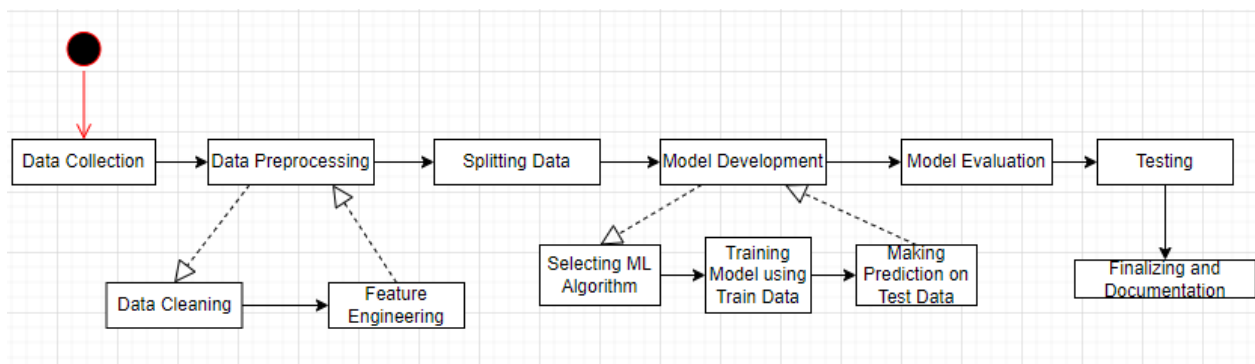 Data Collection
Data Preprocessing
Splitting Data
Model Development
Model Evaluation
Testing
Data Cleaning
Feature
Engineering
Selecting ML
Algorithm
Training
Model using
Train Data
Making
Prediction on
Test Data
Finalizing and
Documentation